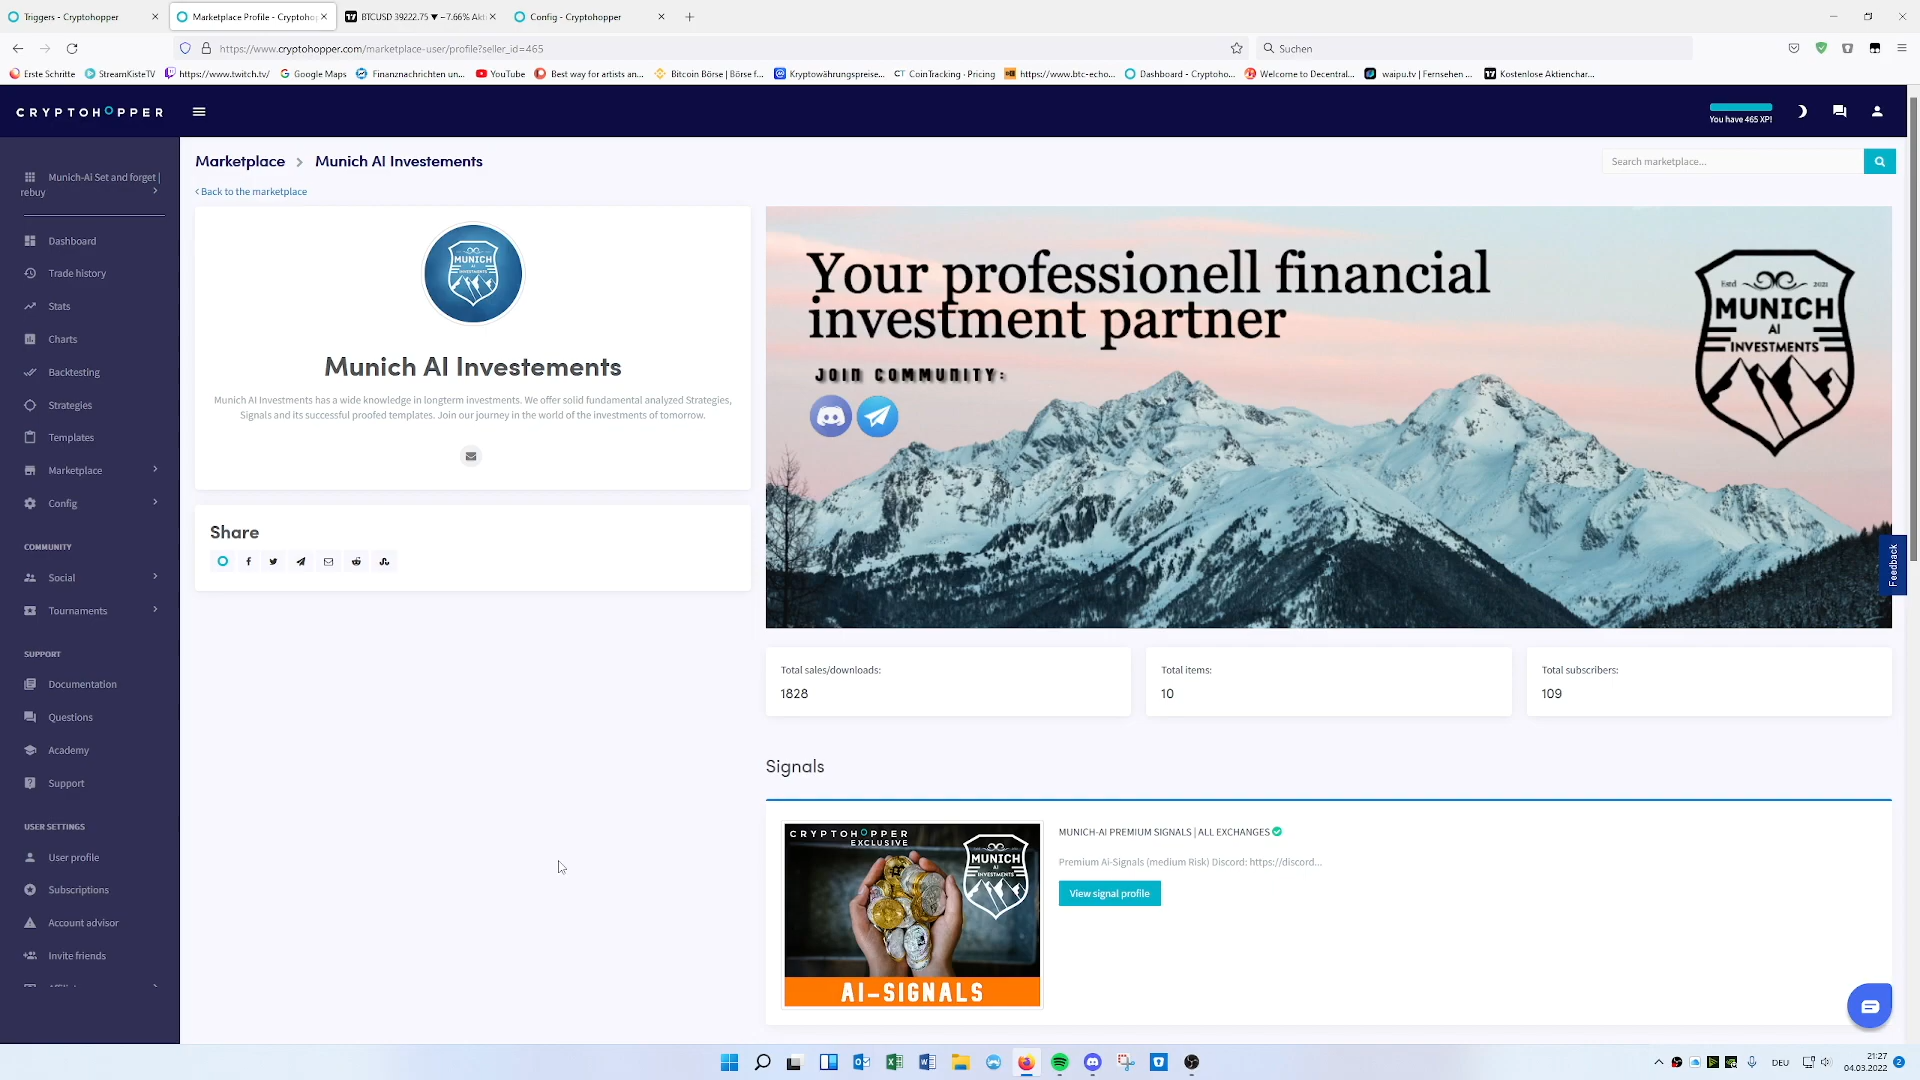 Triggers - Cryptohopper
Marketplace Profile - Cryptoho
BTCUSD 39222.75 ▼ −7.66% Akt
Config - Cryptohopper
https://www.cryptohopper.com/marketplace-user/profile?seller_id=465
Suchen
Erste Schritte
StreamKisteTV
https://www.twitch.tv/
Google Maps
Finanznachrichten un...
YouTube
Best way for artists an...
Bitcoin Börse | Börse f...
Kryptowährungspreise...
CoinTracking · Pricing
https://www.btc-echo...
Dashboard - Cryptoho...
Welcome to Decentral...
waipu.tv | Fernsehen ...
Kostenlose Aktienchar...
CRYPTOHOPPER
You have 465 XP!
Munich-Ai Set and forget |
rebuy
Dashboard
Trade history
Stats
Charts
Backtesting
Strategies
Templates
Marketplace
Config
COMMUNITY
Social
Tournaments
SUPPORT
Documentation
Questions
Academy
Support
USER SETTINGS
User profile
Subscriptions
Account advisor
Invite friends
Marketplace > Munich AI Investements
Search marketplace...
‹ Back to the marketplace
MUNICH
AI
INVESTMENTS
Munich AI Investements
Munich AI Investments has a wide knowledge in longterm investments. We offer solid fundamental analyzed Strategies,
Signals and its successful proofed templates. Join our journey in the world of the investments of tomorrow.
Share
Your professionell financial
investment partner
JOIN COMMUNITY:
Estd 2021
MUNICH
AI
INVESTMENTS
Feedback
Total sales/downloads:
1828
Total items:
10
Total subscribers:
109
Signals
CRYPTOHOPPER
EXCLUSIVE
MUNICH
AI
INVESTMENTS
AI-SIGNALS
MUNICH-AI PREMIUM SIGNALS | ALL EXCHANGES
Premium Ai-Signals (medium Risk) Discord: https://discord...
View signal profile
DEU
21:27
04.03.2022
2